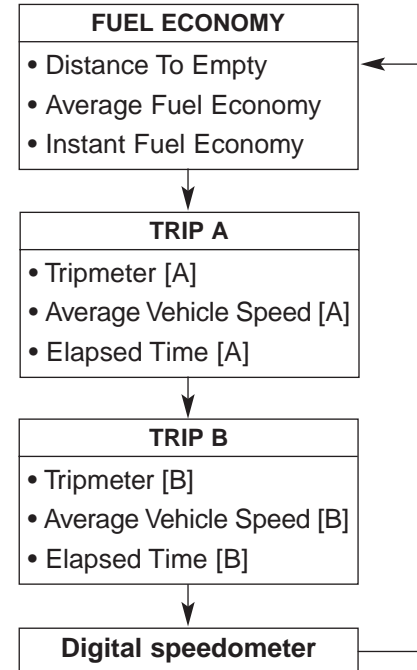 FUEL ECONOMY
• Distance To Empty
• Average Fuel Economy
• Instant Fuel Economy
TRIP A
• Tripmeter [A]
• Average Vehicle Speed [A]
• Elapsed Time [A]
TRIP B
• Tripmeter [B]
• Average Vehicle Speed [B]
• Elapsed Time [B]
Digital speedometer